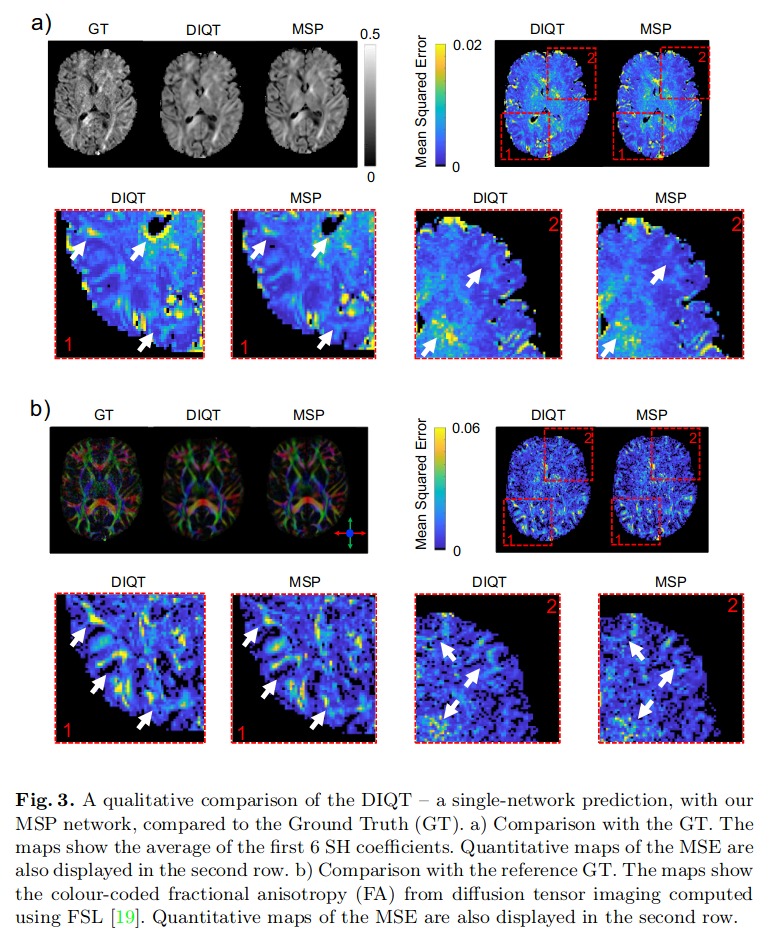 a)
GT DIQT MSP
0.5
0
Mean Squared Error
0.02
0
DIQT MSP
2 2
1 1
DIQT MSP DIQT MSP
2 2
1 1
b)
GT DIQT MSP
Mean Squared Error
0.06
0
DIQT MSP
2 2
1 1
DIQT MSP DIQT MSP
2 2
1 1
Fig. 3. A qualitative comparison of the DIQT – a single-network prediction, with our
MSP network, compared to the Ground Truth (GT). a) Comparison with the GT. The
maps show the average of the first 6 SH coefficients. Quantitative maps of the MSE are
also displayed in the second row. b) Comparison with the reference GT. The maps show
the colour-coded fractional anisotropy (FA) from diffusion tensor imaging computed
using FSL [19]. Quantitative maps of the MSE are also displayed in the second row.